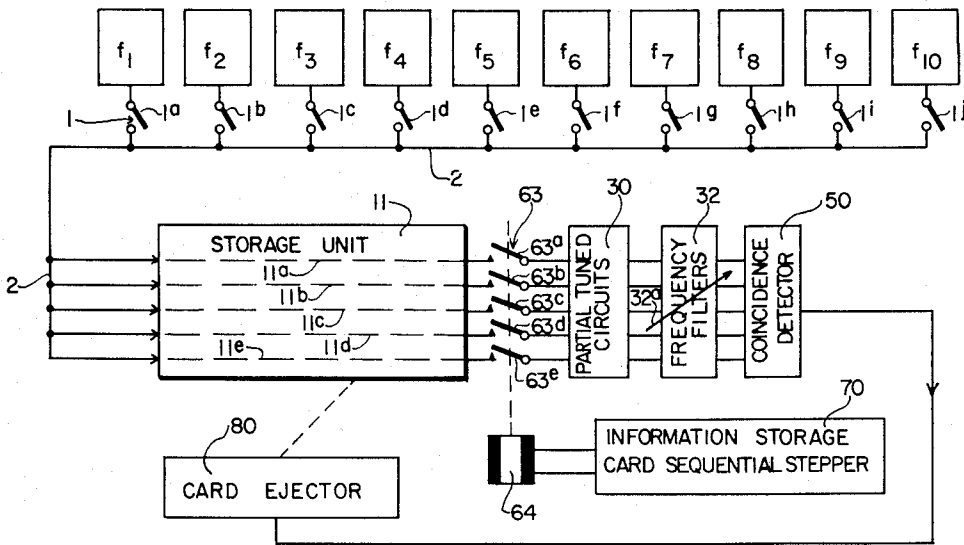 f1 f2 f3 f4 f5 f6 f7 f8 f9 f10
1 1a 1b 1c 1d 1e 1f 1g 1h 1i 1j
2
11 63 30 32 50
STORAGE UNIT
63a
11a
63b
11b
2
63c
11c
63d
32a
11e 11d
63e
PARTIAL TUNED
CIRCUITS
FREQUENCY
FILTERS
COINCIDENCE
DETECTOR
70
80
INFORMATION STORAGE
CARD SEQUENTIAL STEPPER
CARD EJECTOR
64